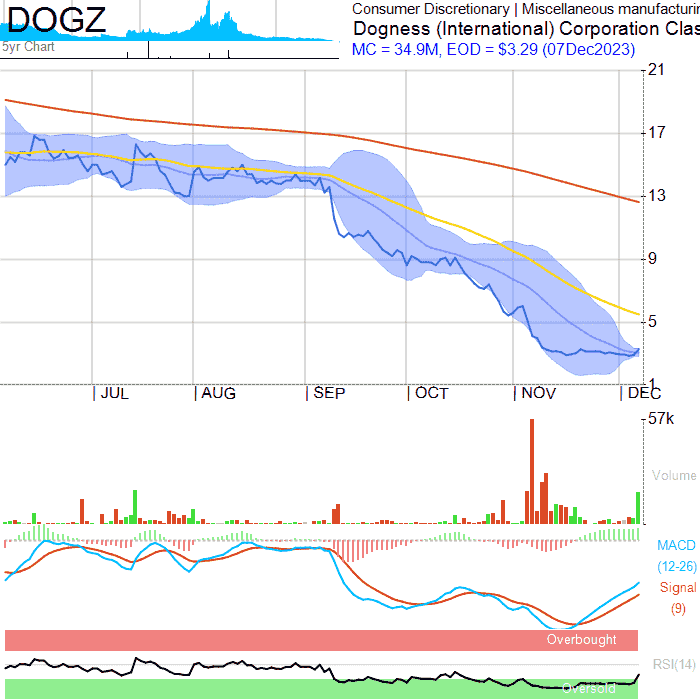 DOGZ
5yr Chart
Consumer Discretionary | Miscellaneous manufacturin
Dogness (International) Corporation Clas
MC = 34.9M, EOD = $3.29 (07Dec2023)
21
17
13
9
5
1
JUL AUG SEP OCT NOV DEC
57k
Volume
MACD
(12-26)
Signal
(9)
Overbought
RSI(14)
Oversold